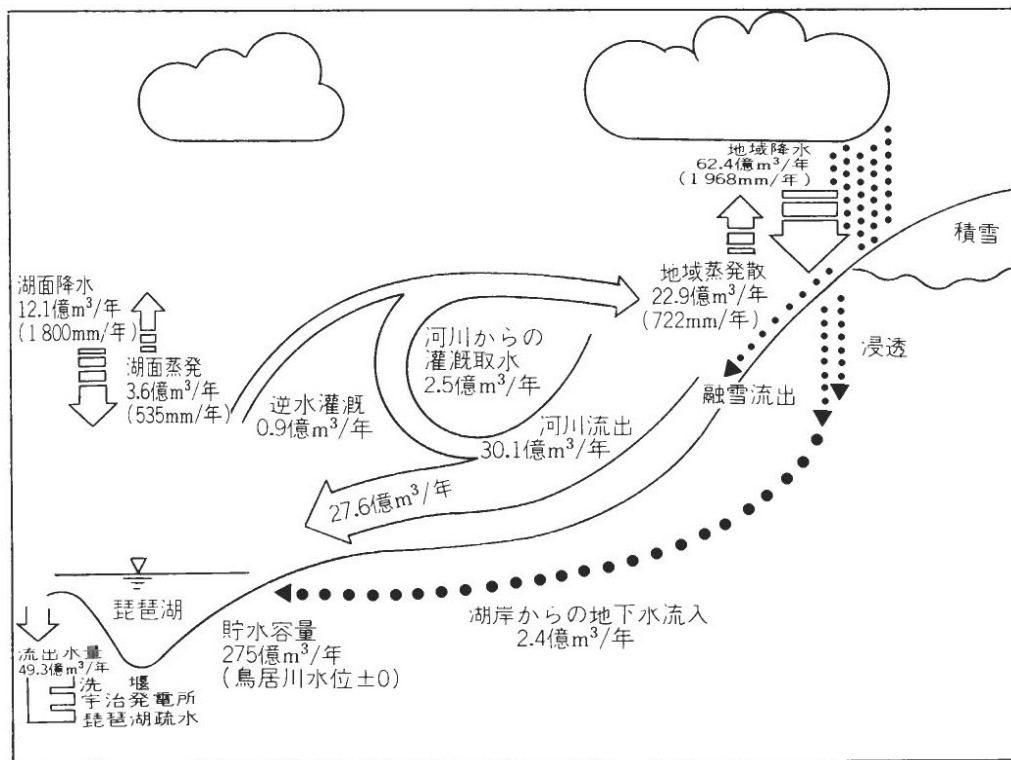 地域降水
62.4億m³/年
(1968mm/年)
積雪
地域蒸発散
22.9億m³/年
(722mm/年)
湖面降水
12.1億m³/年
(1800mm/年)
湖面蒸発
3.6億m³/年
(535mm/年)
河川からの
灌漑取水
2.5億m³/年
浸透
融雪流出
逆水灌漑
0.9億m³/年
河川流出
30.1億m³/年
27.6億m³/年
琵琶湖
湖岸からの地下水流入
2.4億m³/年
貯水容量
275億m³/年
(鳥居川水位±0)
流出水量
49.3億m³/年
洗 堰
宇治発電所
琵琶湖疏水